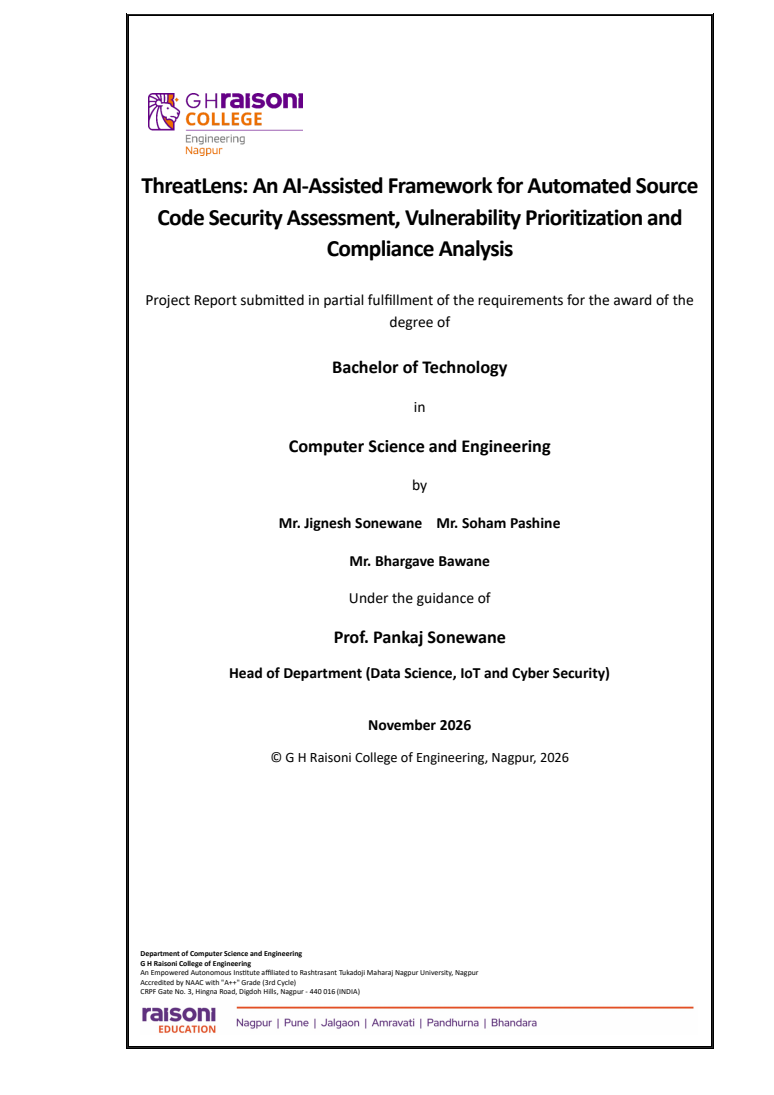 GHraisoni
COLLEGE
Engineering
Nagpur
ThreatLens: An AI-Assisted Framework for Automated Source
Code Security Assessment, Vulnerability Prioritization and
Compliance Analysis
Project Report submitted in partial fulfillment of the requirements for the award of the
degree of
Bachelor of Technology
in
Computer Science and Engineering
by
Mr. Jignesh Sonewane Mr. Soham Pashine
Mr. Bhargave Bawane
Under the guidance of
Prof. Pankaj Sonewane
Head of Department (Data Science, IoT and Cyber Security)
November 2026
© G H Raisoni College of Engineering, Nagpur, 2026
Department of Computer Science and Engineering
G H Raisoni College of Engineering
An Empowered Autonomous Institute affiliated to Rashtrasant Tukadoji Maharaj Nagpur University, Nagpur
Accredited by NAAC with "A++" Grade (3rd Cycle)
CRPF Gate No. 3, Hingna Road, Digdoh Hills, Nagpur - 440 016 (INDIA)
raisoni
EDUCATION
Nagpur | Pune | Jalgaon | Amravati | Pandhurna | Bhandara